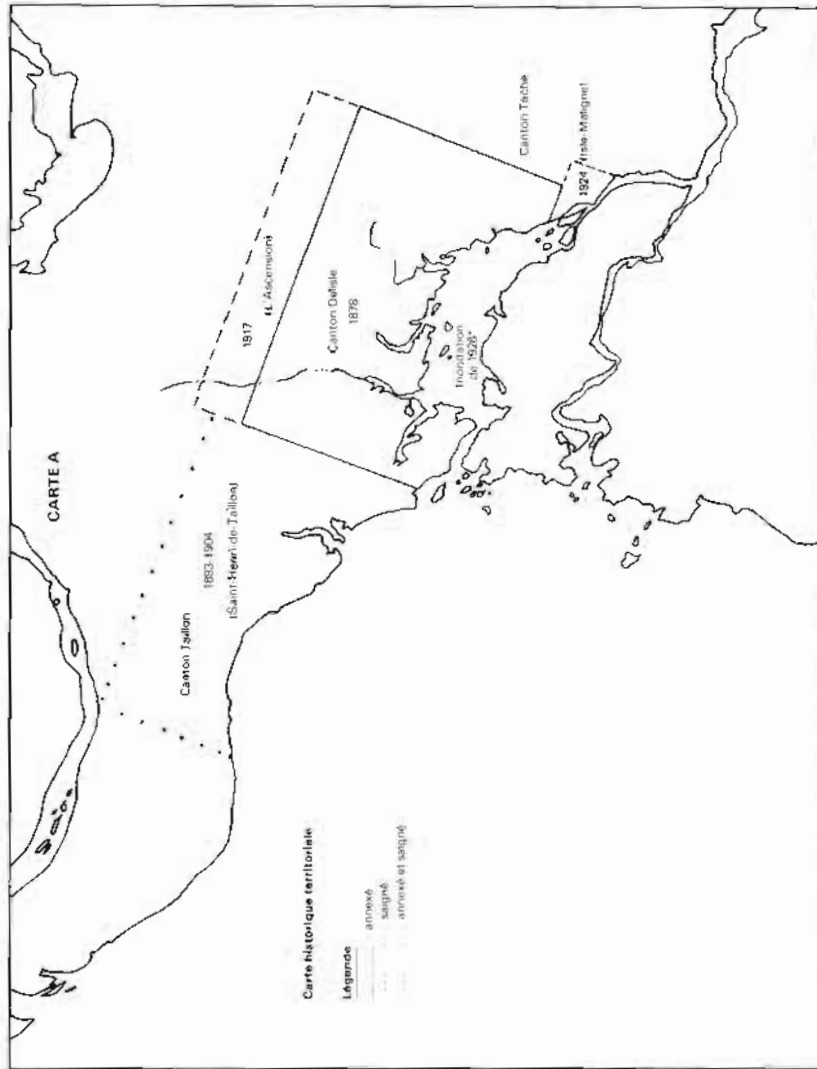 CARTE A
Canton Taillon
1893-1904
(Saint-Henri-de-Taillon)
1917
(L'Ascension)
Canton Delisle
1878
Inondation
de 1926*
Canton Taché
1924 (Isle-Maligne)
Carte historique territoriale
Légende
annexé
saigné
annexé et saigné